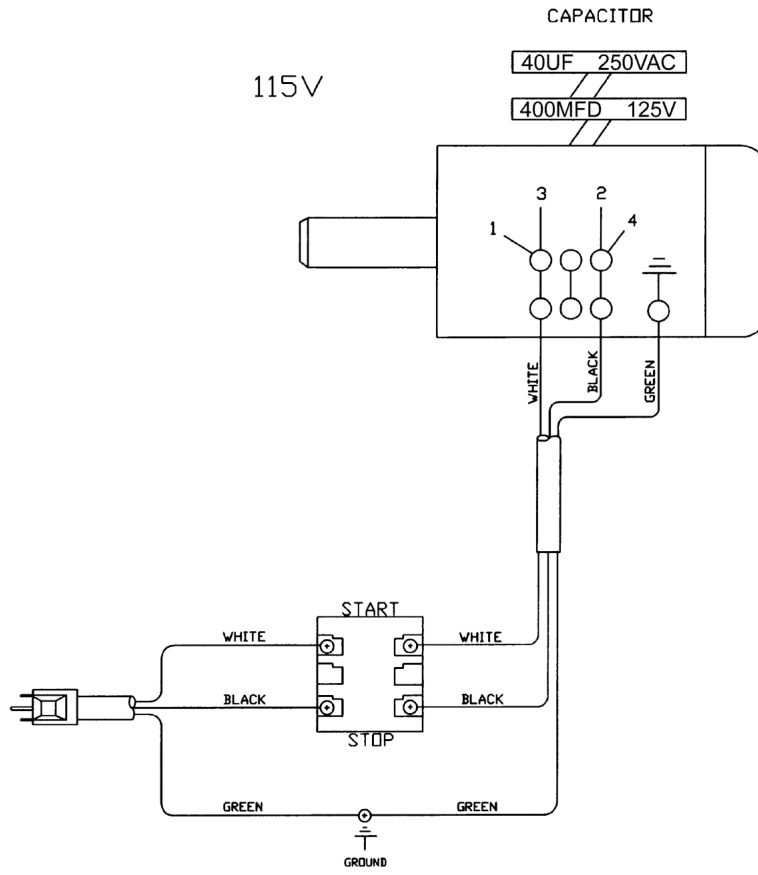 CAPACITOR
115V
40UF 250VAC
400MFD 125V
3 2
1 4
WHITE
BLACK
GREEN
START
WHITE WHITE
BLACK BLACK
STOP
GREEN GREEN
GROUND